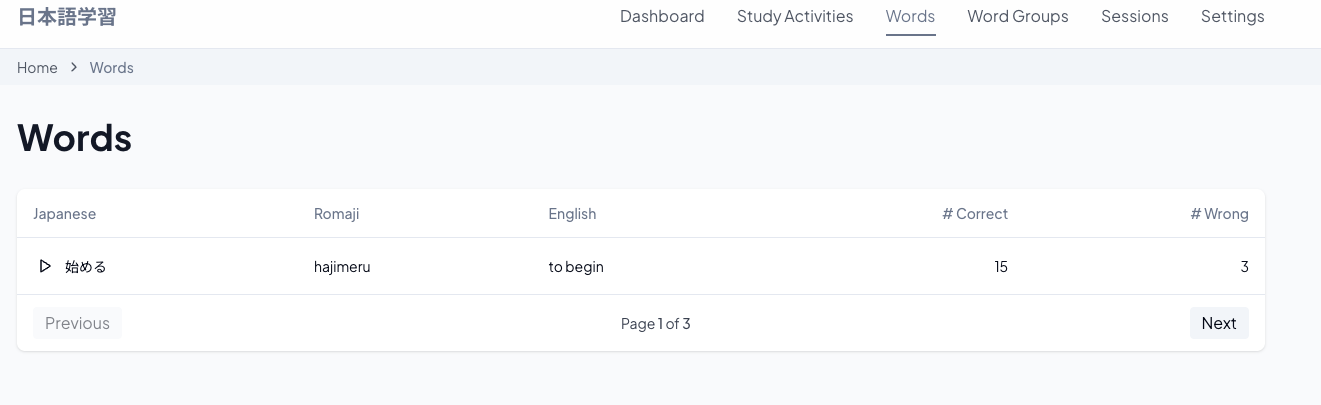 日本語学習 Dashboard Study Activities Words Word Groups Sessions Settings
Home > Words
Words
Japanese Romaji English # Correct # Wrong
始める hajimeru to begin 15 3
Previous Page 1 of 3 Next